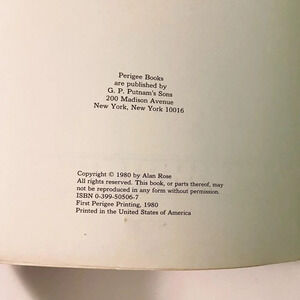 Perigee Books
are published by
G. P. Putnam's Sons
200 Madison Avenue
New York, New York 10016
Copyright © 1980 by Alan Rose
All rights reserved. This book, or parts thereof, may
not be reproduced in any form without permission.
ISBN 0-399-50506-7
First Perigee Printing, 1980
Printed in the United States of America